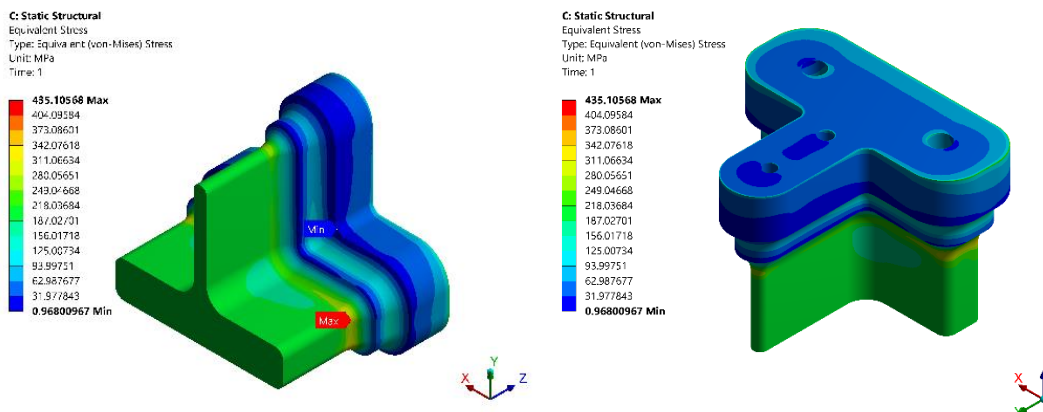 C: Static Structural
Equivalent Stress
Type: Equivalent (von-Mises) Stress
Unit: MPa
Time: 1
435.10568 Max
404.09584
373.08601
342.07618
311.06634
280.05651
249.04668
218.03684
187.02701
156.01718
125.00734
93.99751
62.987677
31.977843
0.96800967 Min
Min
Max
X
Y
Z
C: Static Structural
Equivalent Stress
Type: Equivalent (von-Mises) Stress
Unit: MPa
Time: 1
435.10568 Max
404.09584
373.08601
342.07618
311.06634
280.05651
249.04668
218.03684
187.02701
156.01718
125.00734
93.99751
62.987677
31.977843
0.96800967 Min
X